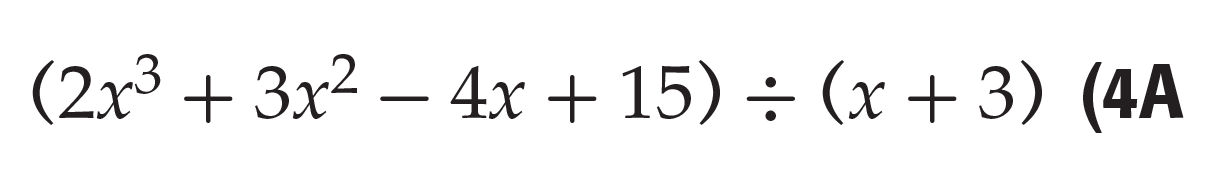 (2x³ + 3x² − 4x + 15) ÷ (x + 3) (4A